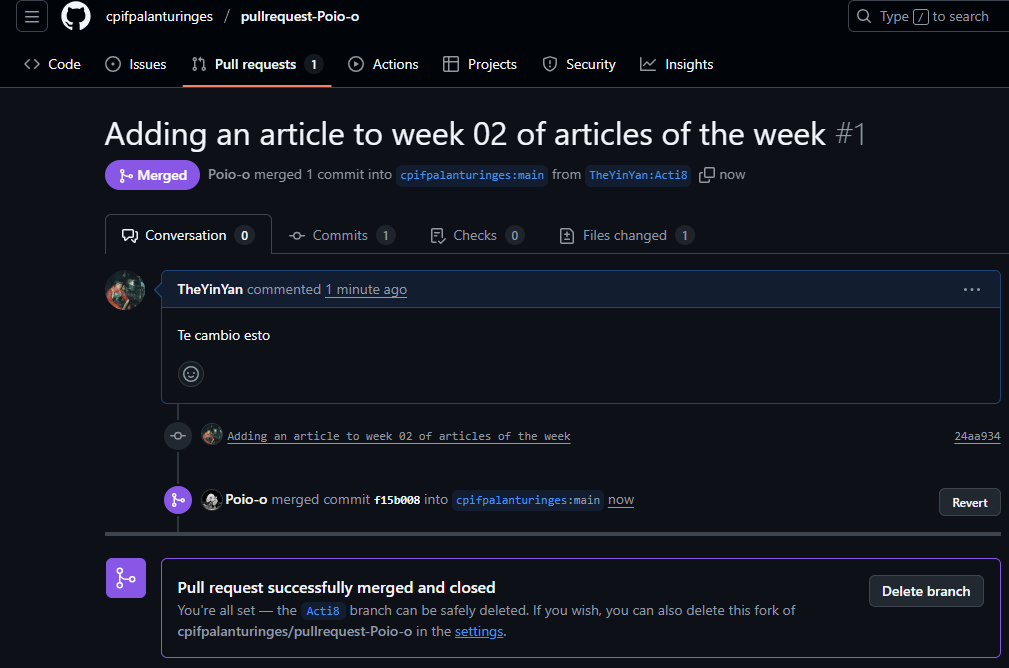 cpifpalanturinges / pullrequest-Poio-o
Type / to search
Code Issues Pull requests 1 Actions Projects Security Insights
Adding an article to week 02 of articles of the week #1
Merged Poio-o merged 1 commit into cpifpalanturinges:main from TheYinYan:Acti8 now
Conversation 0 Commits 1 Checks 0 Files changed 1
TheYinYan commented 1 minute ago ...
Te cambio esto
Adding an article to week 02 of articles of the week 24aa934
Poio-o merged commit f15b008 into cpifpalanturinges:main now
Revert
Pull request successfully merged and closed
Delete branch
You're all set — the Acti8 branch can be safely deleted. If you wish, you can also delete this fork of
cpifpalanturinges/pullrequest-Poio-o in the settings.